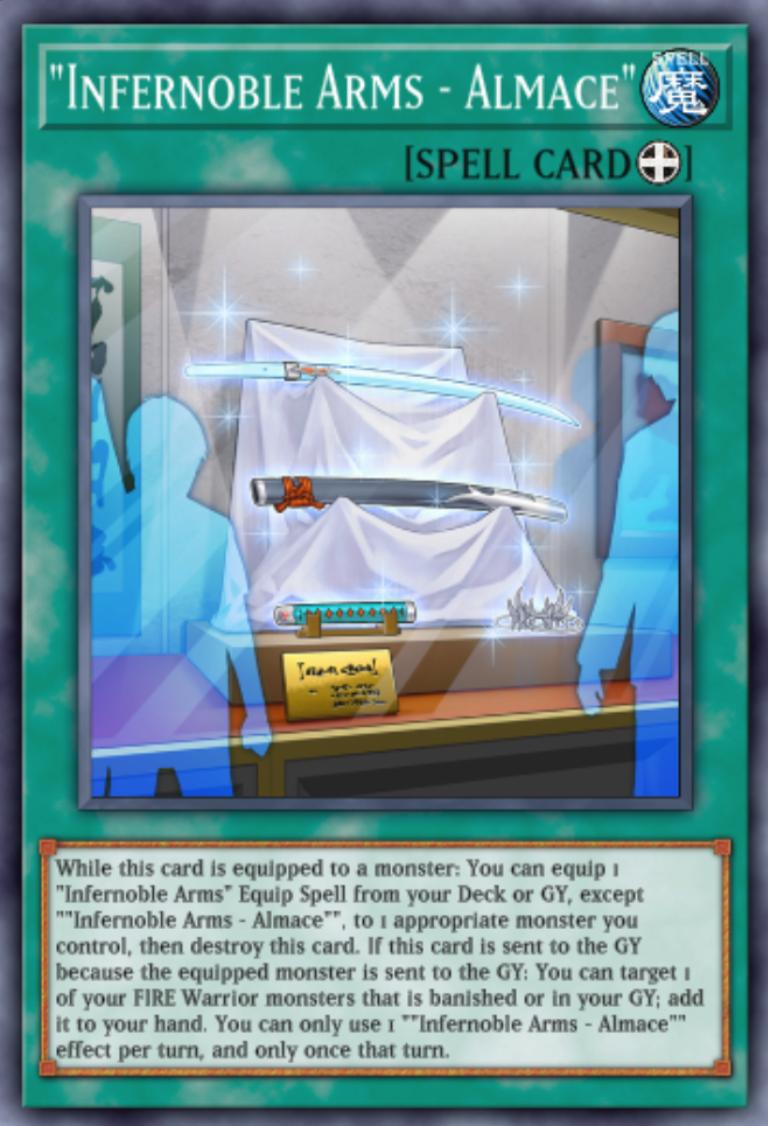 "Infernoble Arms - Almace"
SPELL
魔
[SPELL CARD]
While this card is equipped to a monster: You can equip 1
"Infernoble Arms" Equip Spell from your Deck or GY, except
""Infernoble Arms - Almace"", to 1 appropriate monster you
control, then destroy this card. If this card is sent to the GY
because the equipped monster is sent to the GY: You can target 1
of your FIRE Warrior monsters that is banished or in your GY; add
it to your hand. You can only use 1 ""Infernoble Arms - Almace""
effect per turn, and only once that turn.